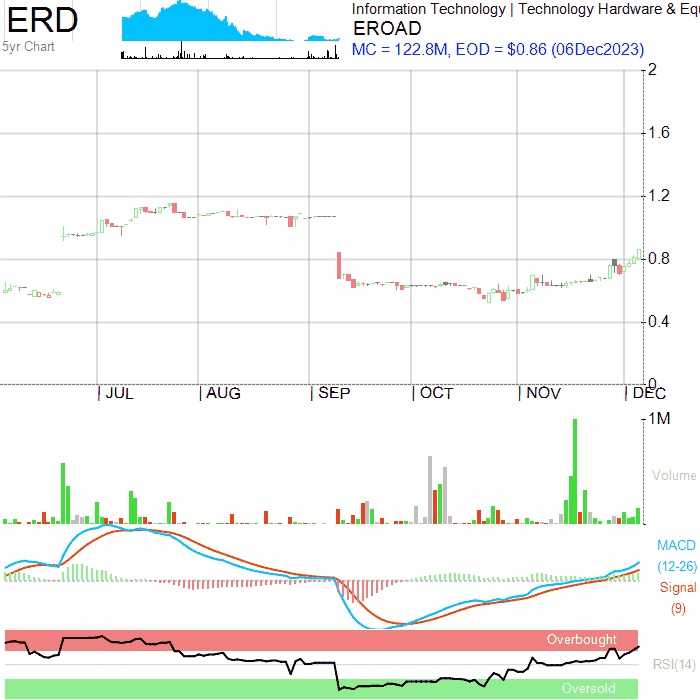 ERD
5yr Chart
Information Technology | Technology Hardware & Equ
EROAD
MC = 122.8M, EOD = $0.86 (06Dec2023)
2
1.6
1.2
0.8
0.4
0
JUL AUG SEP OCT NOV DEC
1M
Volume
MACD
(12-26)
Signal
(9)
Overbought
RSI(14)
Oversold